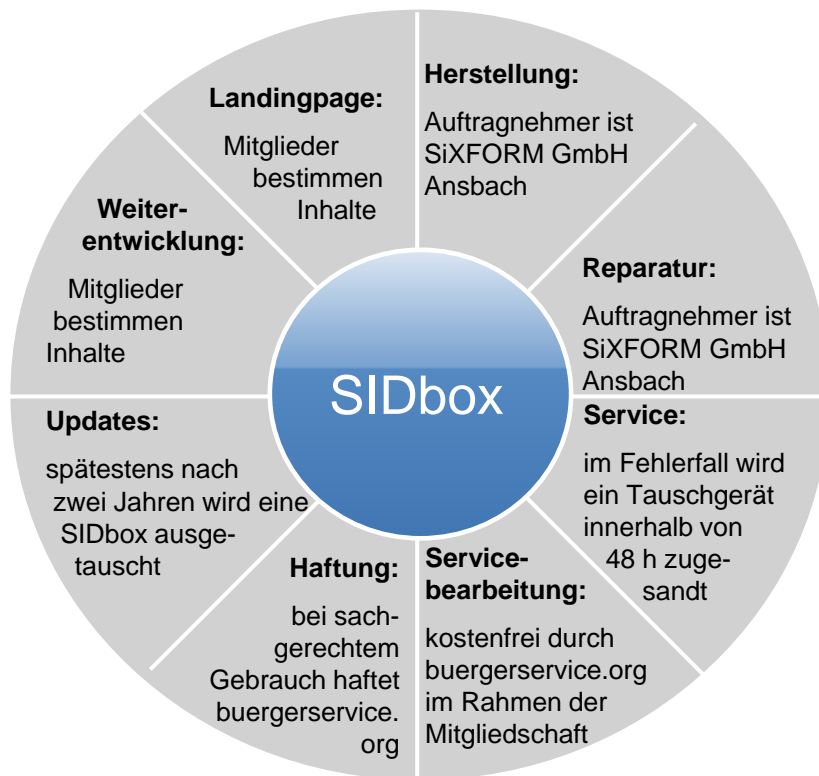 Herstellung:
Auftragnehmer ist
SiXFORM GmbH
Ansbach
Reparatur:
Auftragnehmer ist
SiXFORM GmbH
Ansbach
Service:
im Fehlerfall wird
ein Tauschgerät
innerhalb von
48 h zuge-
sandt
Service-
bearbeitung:
kostenfrei durch
buergerservice.org
im Rahmen der
Mitgliedschaft
Haftung:
bei sach-
gerechtem
Gebrauch haftet
buergerservice.
org
Updates:
spätestens nach
zwei Jahren wird eine
SIDbox ausge-
tauscht
Weiter-
entwicklung:
Mitglieder
bestimmen
Inhalte
Landingpage:
Mitglieder
bestimmen
Inhalte
SIDbox